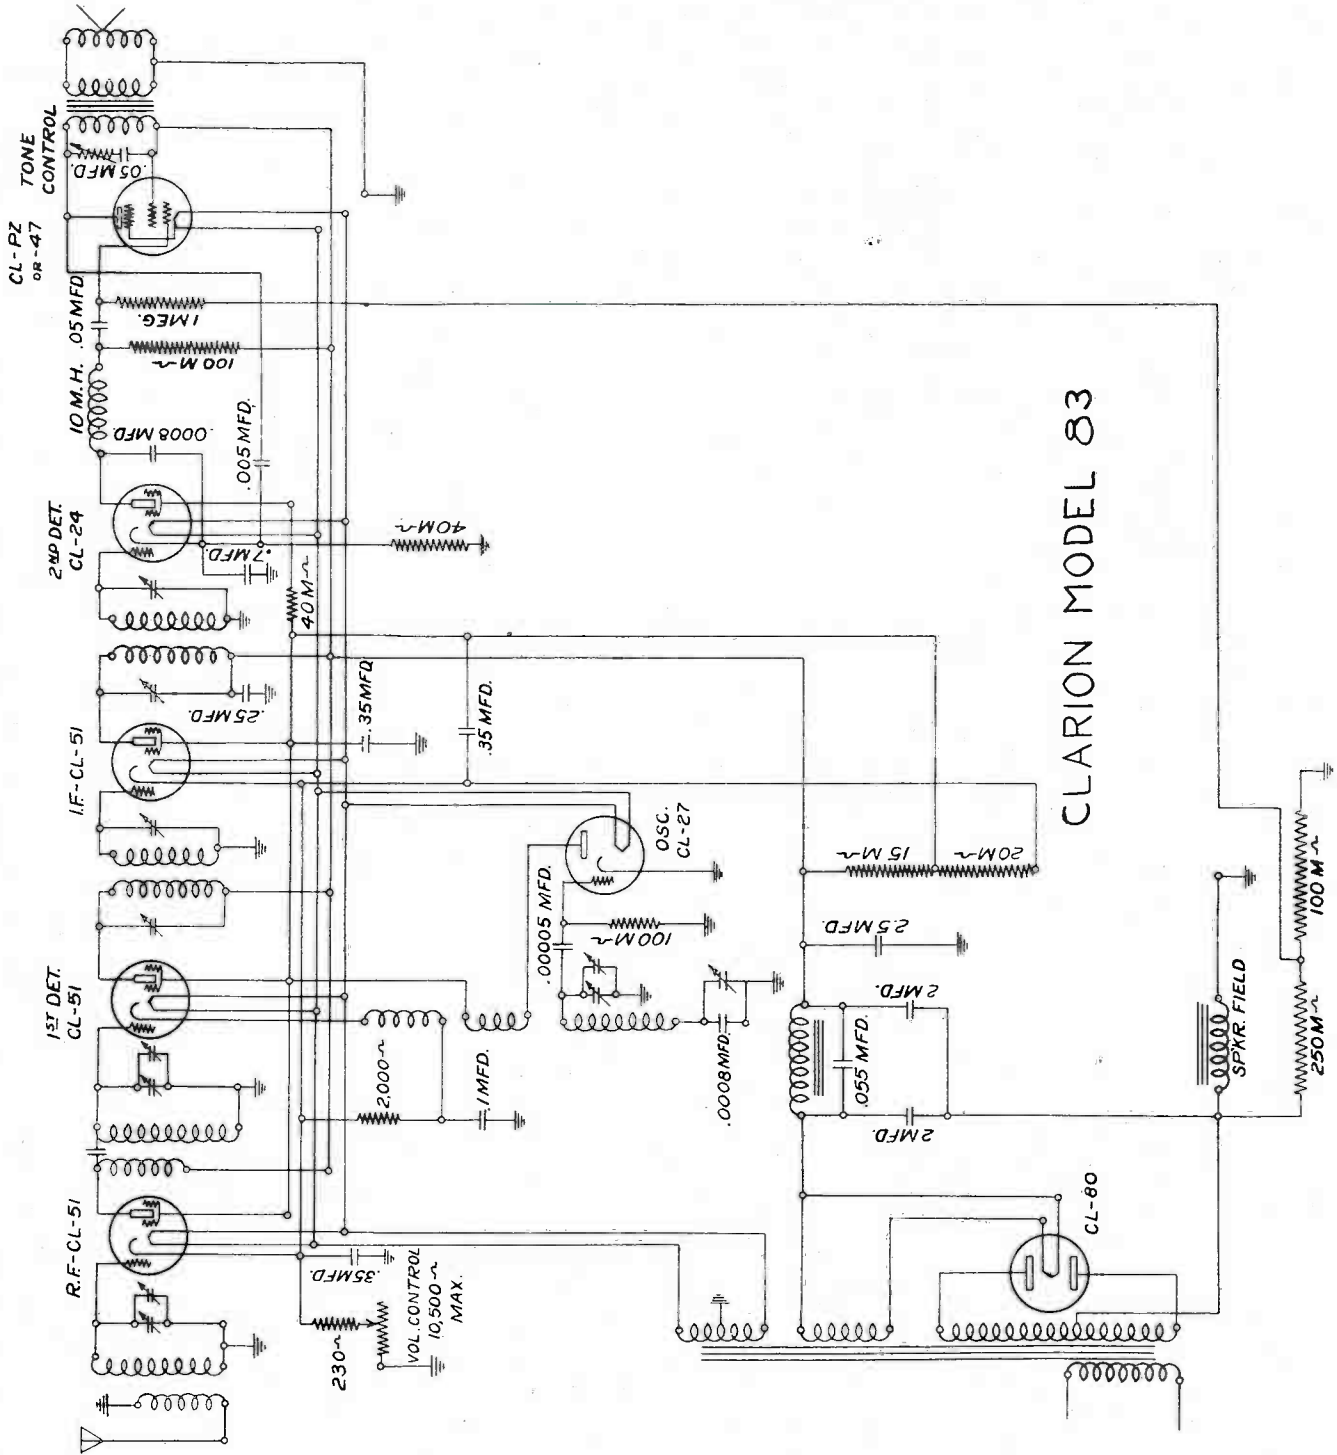 TONE
CONTROL
.05 MFD.
CL-PZ
OR -47
.05 MFD
1 MEG.
100 M~
10 M.H.
.0008 MFD.
.005 MFD.
2ND DET.
CL-24
.7 MFD.
40 M~
40 M~
.25 MFD.
.35 MFD
.35 MFD.
I.F.-CL-51
OSC.
CL-27
15 M~
20 M~
.00005 MFD.
100 M~
2.5 MFD.
1ST DET.
CL-51
2,000~
.1 MFD.
.0008 MFD.
2 MFD.
.055 MFD.
2 MFD.
SP'KR. FIELD
100 M~
250 M~
R.F.-CL-51
.35 MFD.
230~
VOL. CONTROL
10,500~
MAX.
CL-80
CLARION MODEL 83